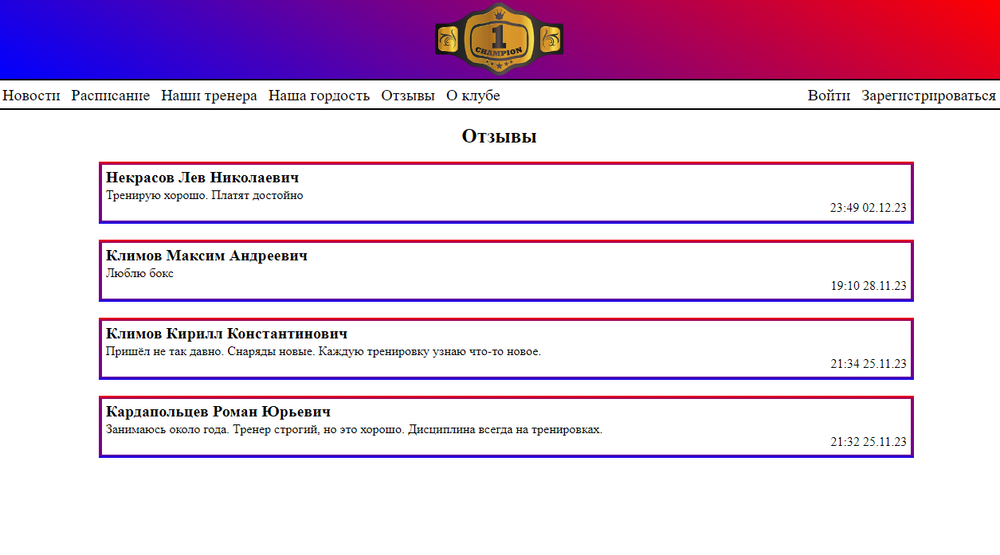 1
CHAMPION
Новости Расписание Наши тренера Наша гордость Отзывы О клубе Войти Зарегистрироваться
Отзывы
Некрасов Лев Николаевич
Тренирую хорошо. Платят достойно
23:49 02.12.23
Климов Максим Андреевич
Люблю бокс
19:10 28.11.23
Климов Кирилл Константинович
Пришёл не так давно. Снаряды новые. Каждую тренировку узнаю что-то новое.
21:34 25.11.23
Кардапольцев Роман Юрьевич
Занимаюсь около года. Тренер строгий, но это хорошо. Дисциплина всегда на тренировках.
21:32 25.11.23